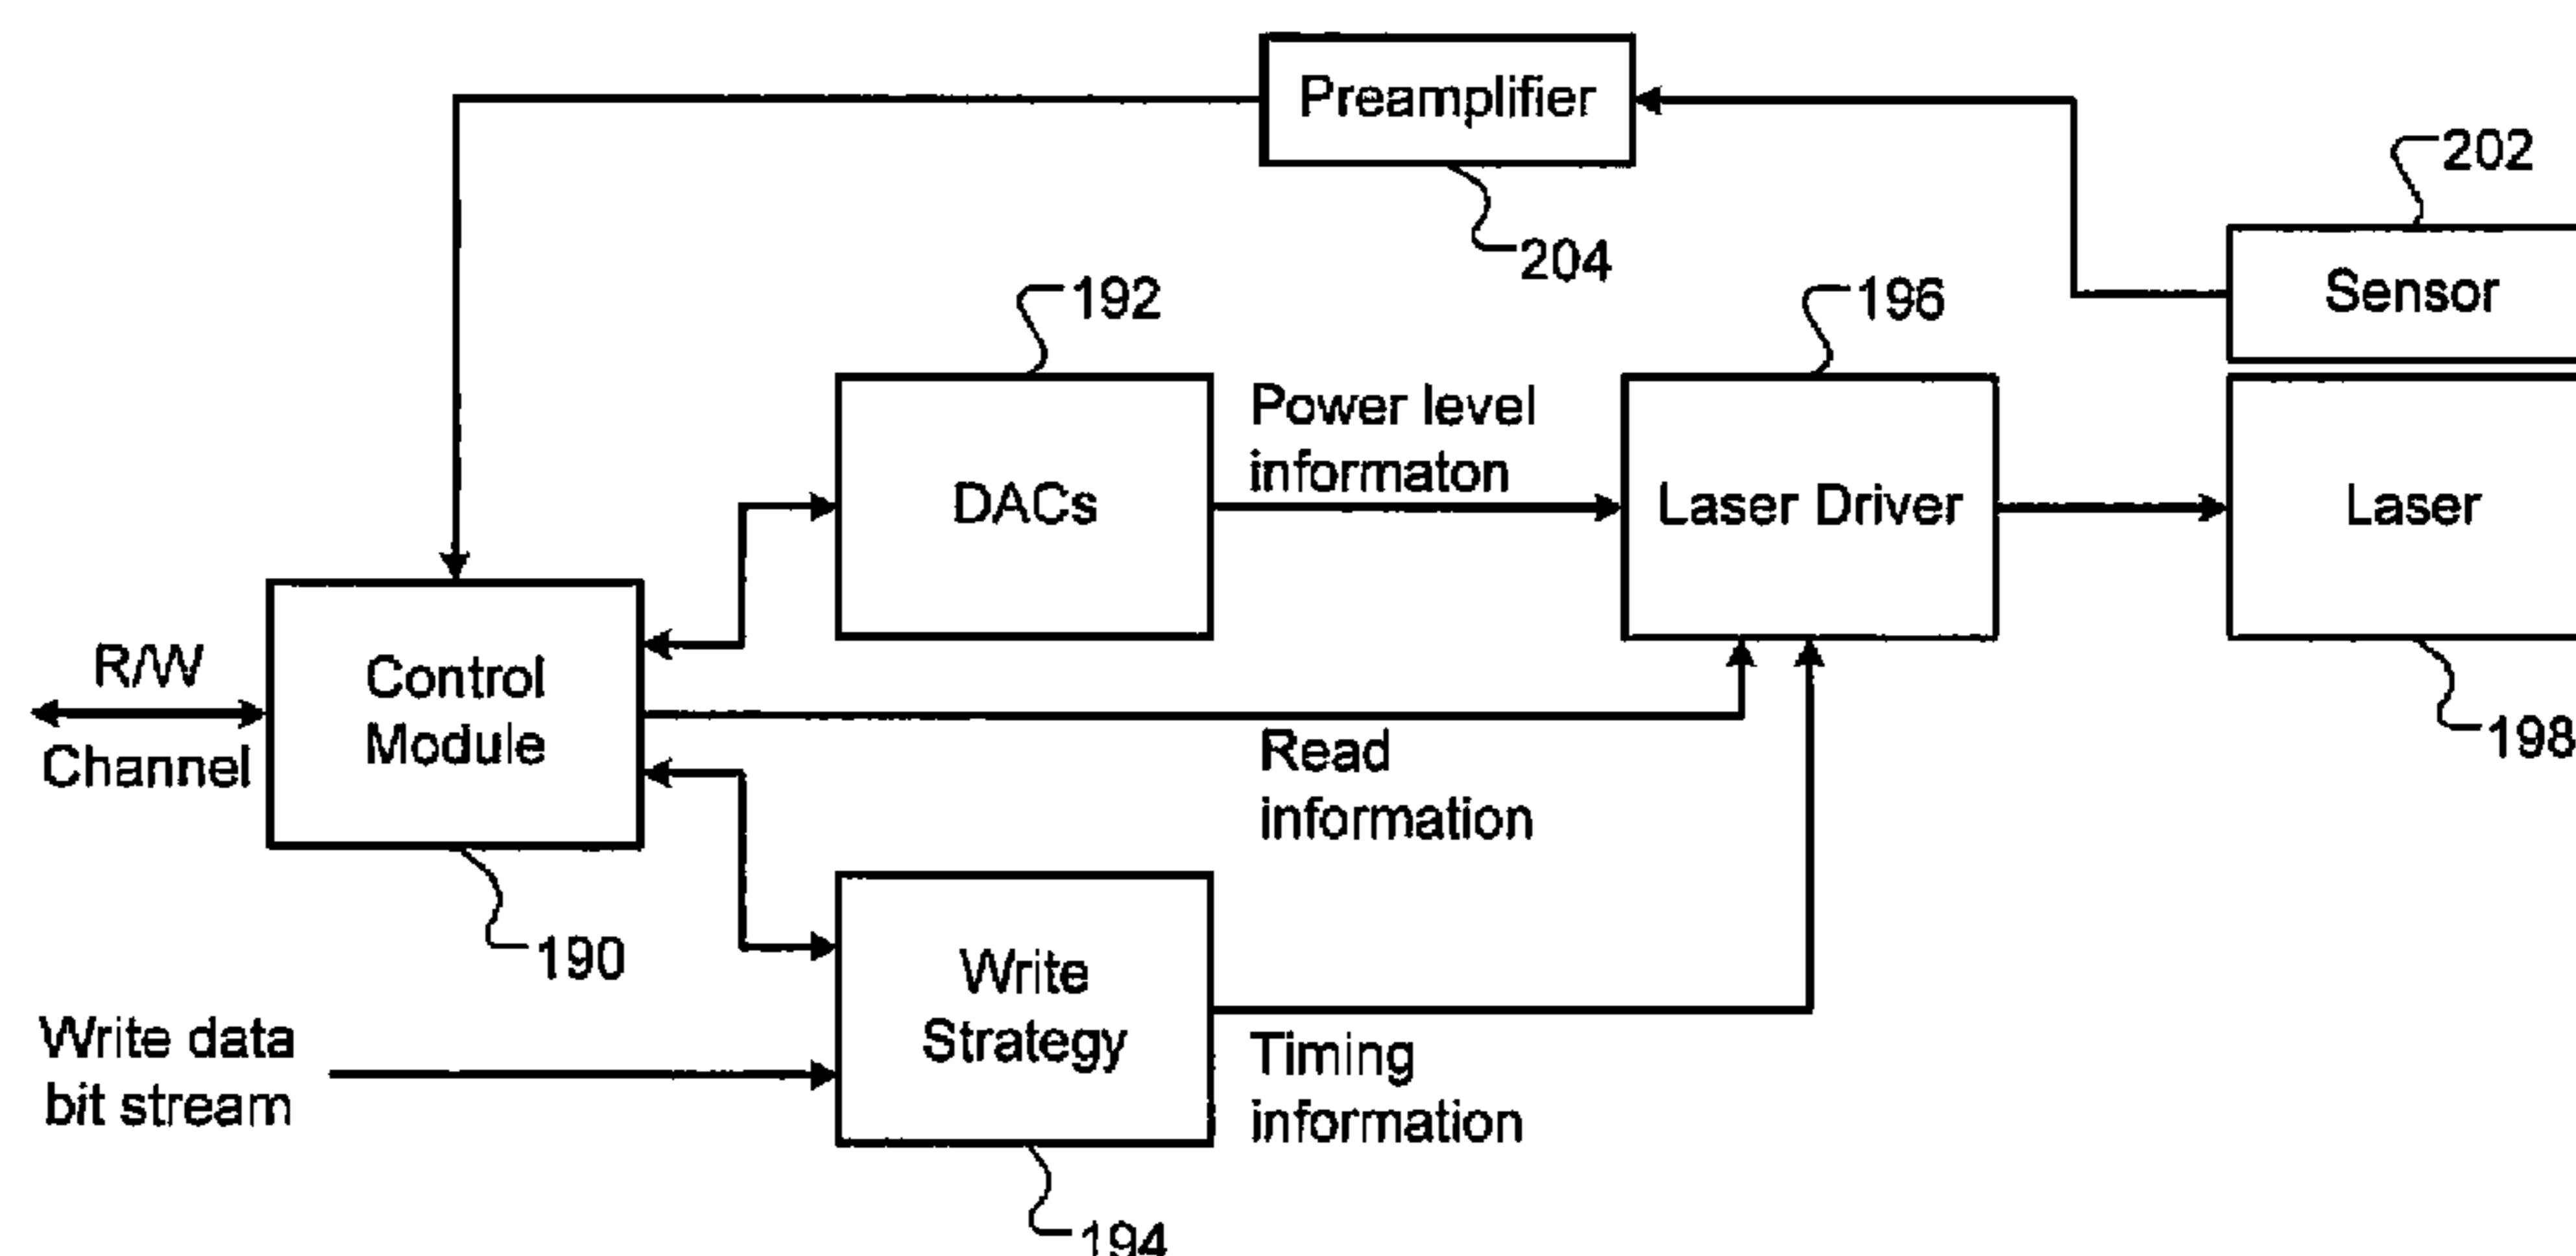 Preamplifier
202
204
Sensor
192
196
Power level
informaton
DACs
Laser Driver
Laser
R/W
Channel
Control
Module
198
Read
information
190
Write
Strategy
Write data
bit stream
Timing
information
194